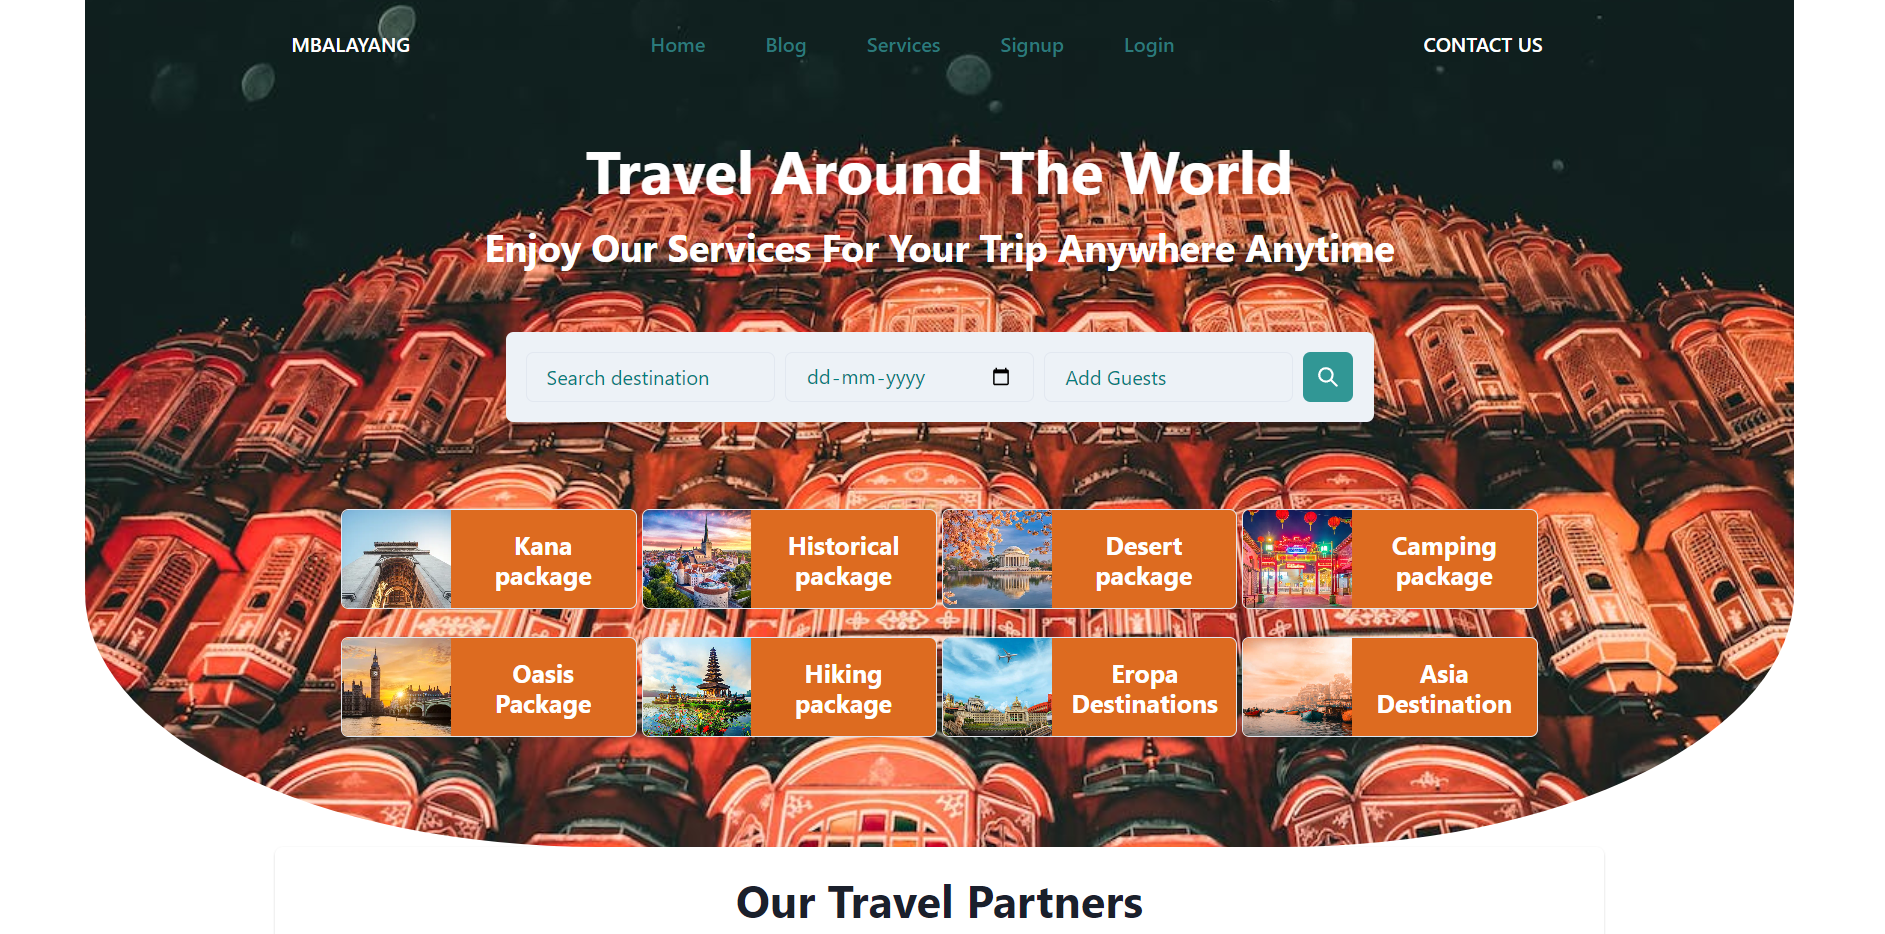 MBALAYANG
Home
Blog
Services
Signup
Login
CONTACT US
Travel Around The World
Enjoy Our Services For Your Trip Anywhere Anytime
Search destination
dd-mm-yyyy
Add Guests
Kana
package
Historical
package
Desert
package
Camping
package
Oasis
Package
Hiking
package
Eropa
Destinations
Asia
Destination
Our Travel Partners